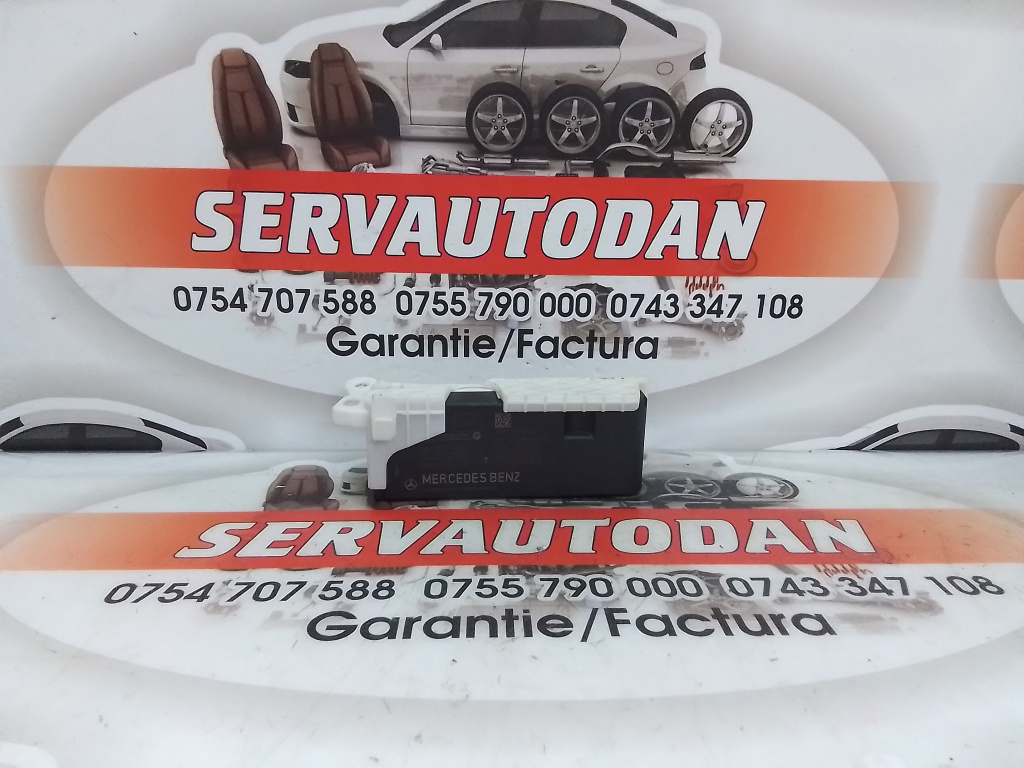 SERVAUTODAN
0754 707 588 0755 790 000 0743 347 108
Garantie/Factura
MERCEDES BENZ
SERVAUTODAN
0754 707 588 0755 790 000 0743 347 108
Garantie/Factura